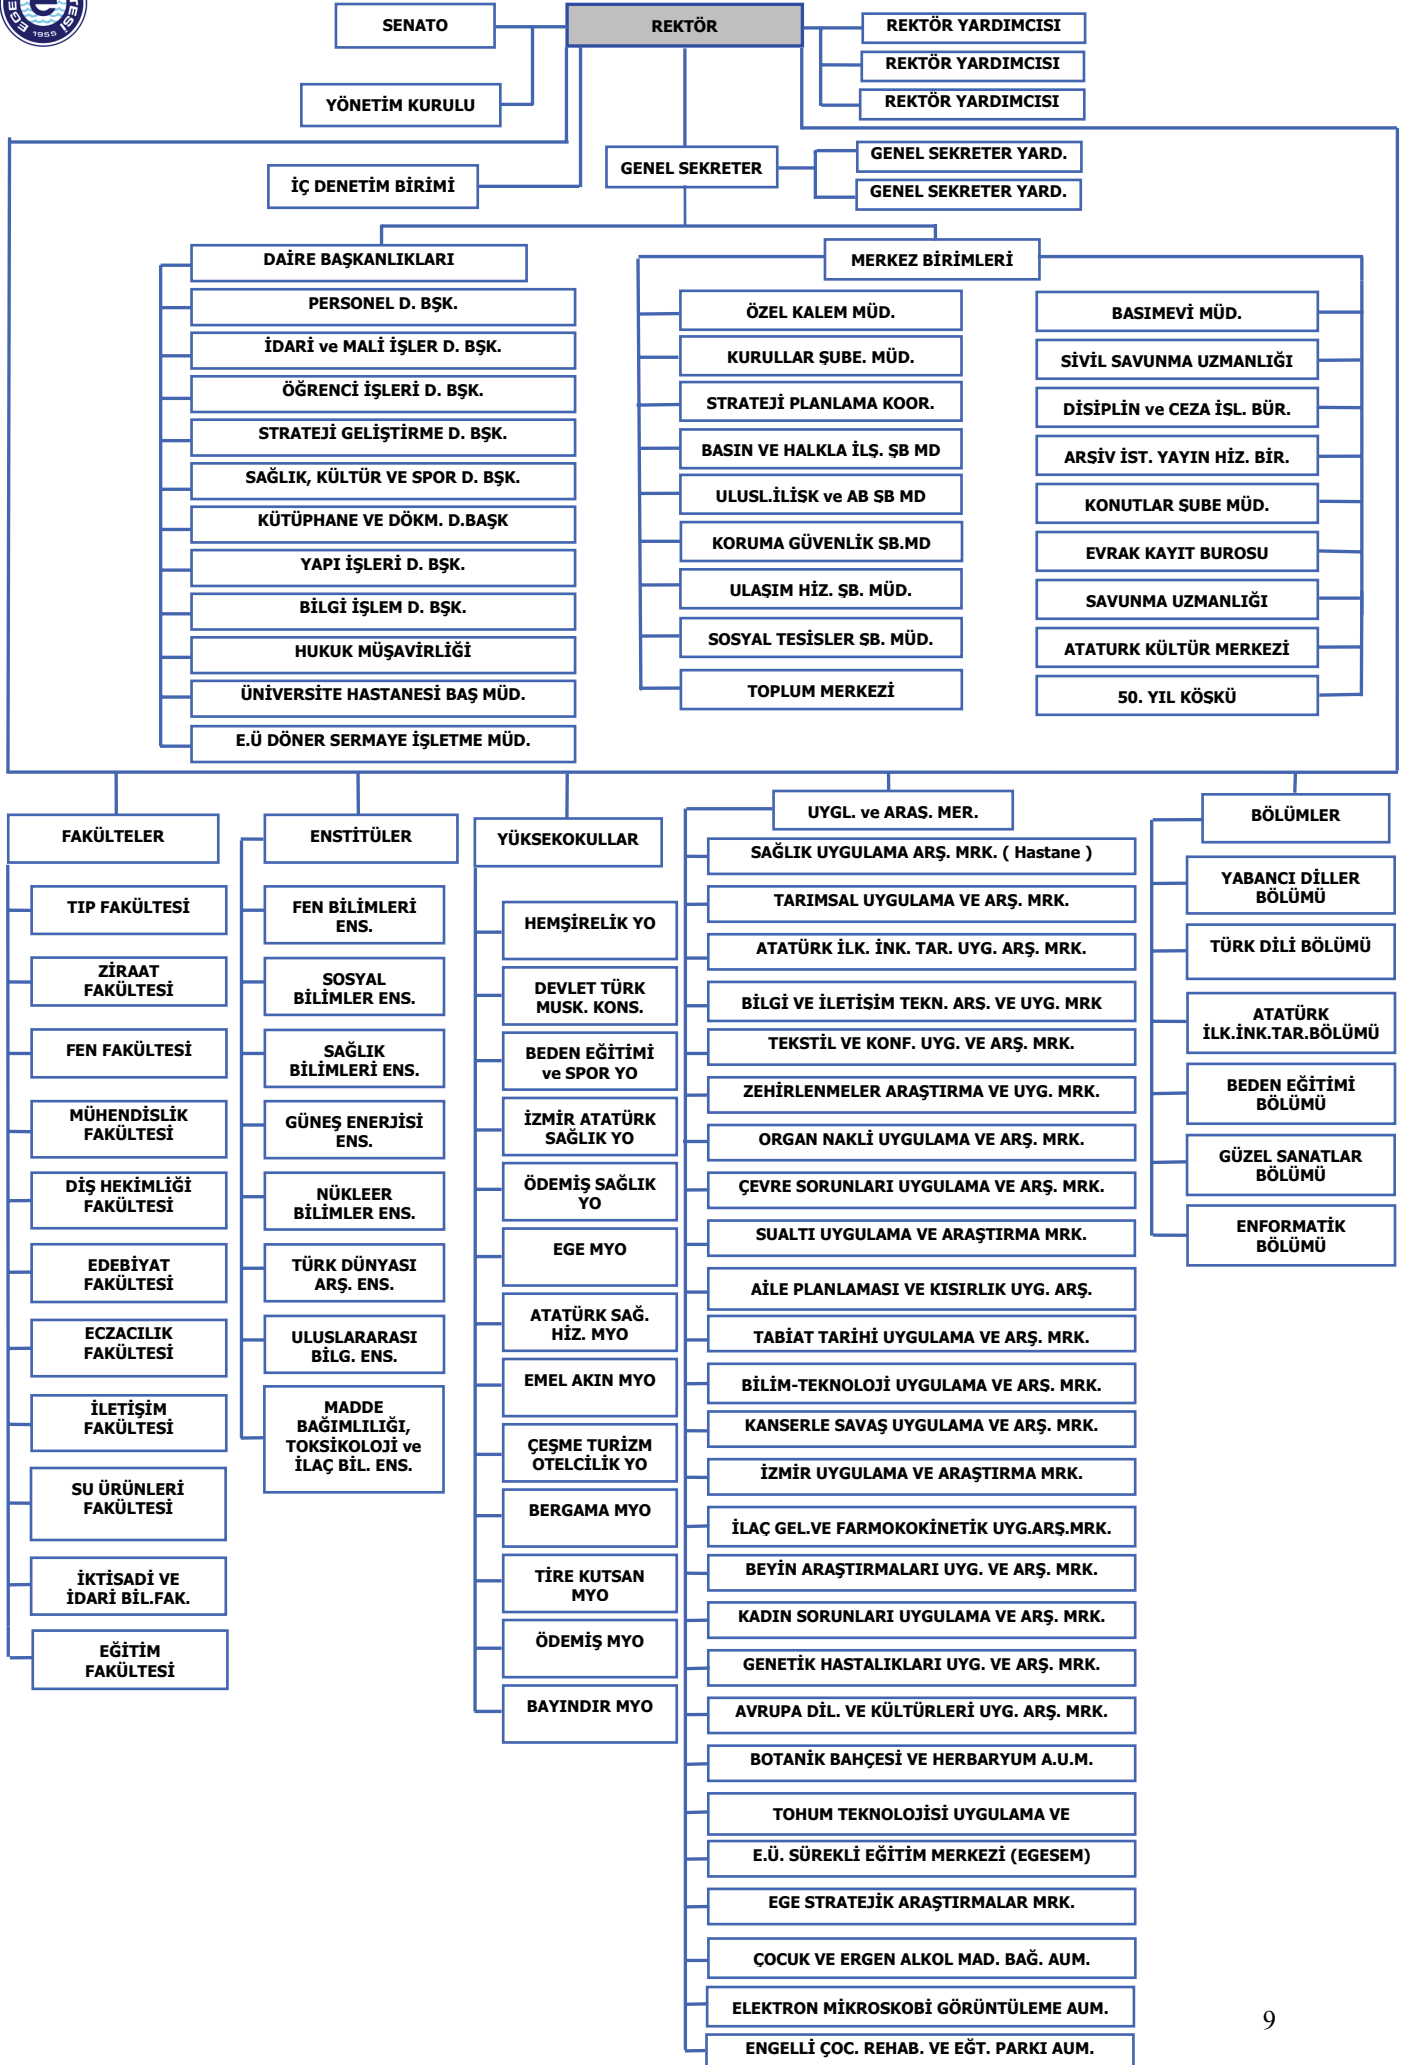 EGE
TESİ
1955
SENATO
REKTÖR
REKTÖR YARDIMCISI
REKTÖR YARDIMCISI
REKTÖR YARDIMCISI
YÖNETİM KURULU
GENEL SEKRETER
GENEL SEKRETER YARD.
GENEL SEKRETER YARD.
İÇ DENETİM BİRİMİ
DAİRE BAŞKANLIKLARI
PERSONEL D. BŞK.
İDARİ ve MALİ İŞLER D. BŞK.
ÖĞRENCİ İŞLERİ D. BŞK.
STRATEJİ GELİŞTİRME D. BŞK.
SAĞLIK, KÜLTÜR VE SPOR D. BŞK.
KÜTÜPHANE VE DÖKM. D.BAŞK
YAPI İŞLERİ D. BŞK.
BİLGİ İŞLEM D. BŞK.
HUKUK MÜŞAVİRLİĞİ
ÜNİVERSİTE HASTANESİ BAŞ MÜD.
E.Ü DÖNER SERMAYE İŞLETME MÜD.
MERKEZ BİRİMLERİ
ÖZEL KALEM MÜD.
KURULLAR ŞUBE. MÜD.
STRATEJİ PLANLAMA KOOR.
BASIN VE HALKLA İLŞ. ŞB MD
ULUSL.İLİŞK ve AB ŞB MD
KORUMA GÜVENLİK ŞB.MD
ULAŞIM HİZ. ŞB. MÜD.
SOSYAL TESİSLER ŞB. MÜD.
TOPLUM MERKEZİ
BASIMEVİ MÜD.
SİVİL SAVUNMA UZMANLIĞI
DİSİPLİN ve CEZA İŞL. BÜR.
ARŞİV İST. YAYIN HİZ. BİR.
KONUTLAR ŞUBE MÜD.
EVRAK KAYIT BUROSU
SAVUNMA UZMANLIĞI
ATATURK KÜLTÜR MERKEZİ
50. YIL KÖŞKÜ
FAKÜLTELER
TIP FAKÜLTESİ
ZİRAAT
FAKÜLTESİ
FEN FAKÜLTESİ
MÜHENDİSLİK
FAKÜLTESİ
DİŞ HEKİMLİĞİ
FAKÜLTESİ
EDEBİYAT
FAKÜLTESİ
ECZACILIK
FAKÜLTESİ
İLETİŞİM
FAKÜLTESİ
SU ÜRÜNLERİ
FAKÜLTESİ
İKTİSADİ VE
İDARİ BİL.FAK.
EĞİTİM
FAKÜLTESİ
ENSTİTÜLER
FEN BİLİMLERİ
ENS.
SOSYAL
BİLİMLER ENS.
SAĞLIK
BİLİMLERİ ENS.
GÜNEŞ ENERJİSİ
ENS.
NÜKLEER
BİLİMLER ENS.
TÜRK DÜNYASI
ARŞ. ENS.
ULUSLARARASI
BİLG. ENS.
MADDE
BAĞIMLILIĞI,
TOKSİKOLOJİ ve
İLAÇ BİL. ENS.
YÜKSEKOKULLAR
HEMŞİRELİK YO
DEVLET TÜRK
MUSK. KONS.
BEDEN EĞİTİMİ
ve SPOR YO
İZMİR ATATÜRK
SAĞLIK YO
ÖDEMİŞ SAĞLIK
YO
EGE MYO
ATATÜRK SAĞ.
HİZ. MYO
EMEL AKIN MYO
ÇEŞME TURİZM
OTELCİLİK YO
BERGAMA MYO
TİRE KUTSAN
MYO
ÖDEMİŞ MYO
BAYINDIR MYO
UYGL. ve ARAŞ. MER.
SAĞLIK UYGULAMA ARŞ. MRK. ( Hastane )
TARIMSAL UYGULAMA VE ARŞ. MRK.
ATATÜRK İLK. İNK. TAR. UYG. ARŞ. MRK.
BİLGİ VE İLETİŞİM TEKN. ARŞ. VE UYG. MRK
TEKSTİL VE KONF. UYG. VE ARŞ. MRK.
ZEHİRLENMELER ARAŞTIRMA VE UYG. MRK.
ORGAN NAKLİ UYGULAMA VE ARŞ. MRK.
ÇEVRE SORUNLARI UYGULAMA VE ARŞ. MRK.
SUALTI UYGULAMA VE ARAŞTIRMA MRK.
AİLE PLANLAMASI VE KISIRLIK UYG. ARŞ.
TABİAT TARİHİ UYGULAMA VE ARŞ. MRK.
BİLİM-TEKNOLOJİ UYGULAMA VE ARŞ. MRK.
KANSERLE SAVAŞ UYGULAMA VE ARŞ. MRK.
İZMİR UYGULAMA VE ARAŞTIRMA MRK.
İLAÇ GEL.VE FARMOKOKİNETİK UYG.ARŞ.MRK.
BEYİN ARAŞTIRMALARI UYG. VE ARŞ. MRK.
KADIN SORUNLARI UYGULAMA VE ARŞ. MRK.
GENETİK HASTALIKLARI UYG. VE ARŞ. MRK.
AVRUPA DİL. VE KÜLTÜRLERİ UYG. ARŞ. MRK.
BOTANİK BAHÇESİ VE HERBARYUM A.U.M.
TOHUM TEKNOLOJİSİ UYGULAMA VE
E.Ü. SÜREKLİ EĞİTİM MERKEZİ (EGESEM)
EGE STRATEJİK ARAŞTIRMALAR MRK.
ÇOCUK VE ERGEN ALKOL MAD. BAĞ. AUM.
ELEKTRON MİKROSKOBİ GÖRÜNTÜLEME AUM.
ENGELLİ ÇOC. REHAB. VE EĞT. PARKI AUM.
BÖLÜMLER
YABANCI DİLLER
BÖLÜMÜ
TÜRK DİLİ BÖLÜMÜ
ATATÜRK
İLK.İNK.TAR.BÖLÜMÜ
BEDEN EĞİTİMİ
BÖLÜMÜ
GÜZEL SANATLAR
BÖLÜMÜ
ENFORMATİK
BÖLÜMÜ
9